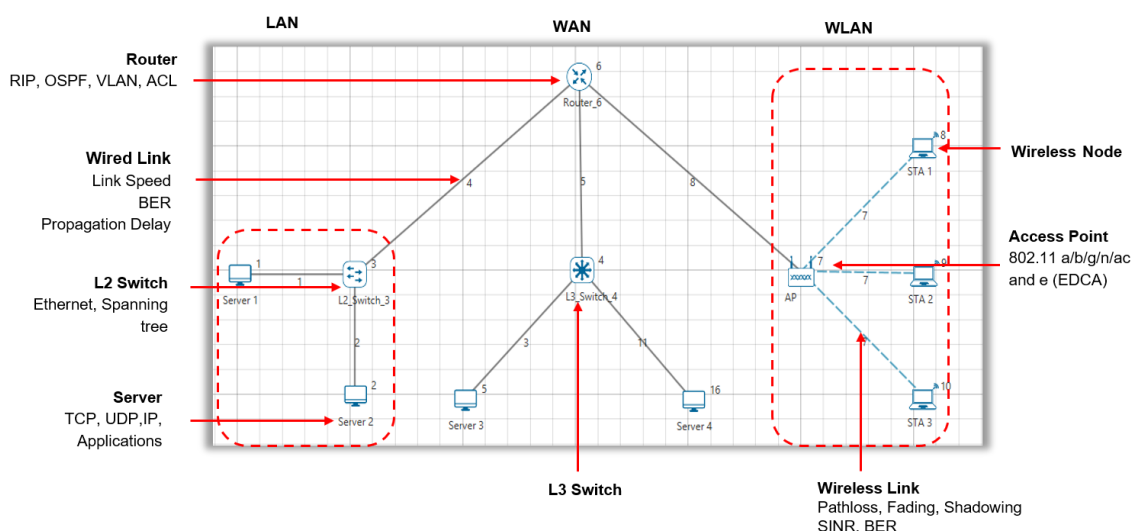 LAN
WAN
WLAN
Router
RIP, OSPF, VLAN, ACL
6
Router_6
8
STA 1
Wireless Node
Wired Link
Link Speed
BER
Propagation Delay
4
5
8
7
Access Point
802.11 a/b/g/n/ac
and e (EDCA)
1
Server 1
1
3
L2_Switch_3
4
L3_Switch_4
1
7
AP
7
9
STA 2
L2 Switch
Ethernet, Spanning
tree
2
3
11
10
STA 3
2
Server 2
5
Server 3
16
Server 4
Server
TCP, UDP,IP,
Applications
L3 Switch
Wireless Link
Pathloss, Fading, Shadowing
SINR, BER